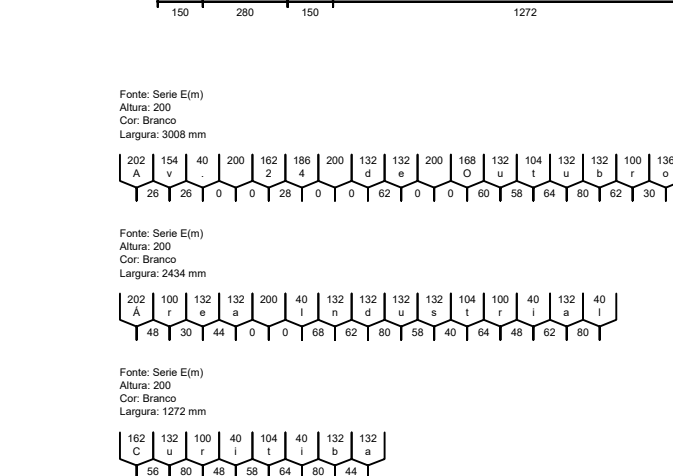 150 280 150 1272
Fonte: Serie E(m)
Altura: 200
Cor: Branco
Largura: 3008 mm
202 154 40 200 162 186 200 132 132 200 168 132 104 132 132 100 136
A v . 2 4 d e O u t u b r o
26 26 0 0 28 0 0 62 0 0 60 58 64 80 62 30
Fonte: Serie E(m)
Altura: 200
Cor: Branco
Largura: 2434 mm
202 100 132 132 200 40 132 132 132 132 104 100 40 132 40
Á r e a I n d u s t r i a l
48 30 44 0 0 68 62 80 58 40 64 48 62 80
Fonte: Serie E(m)
Altura: 200
Cor: Branco
Largura: 1272 mm
162 132 100 40 104 40 132 132
C u r i t i b a
56 80 48 58 64 80 44